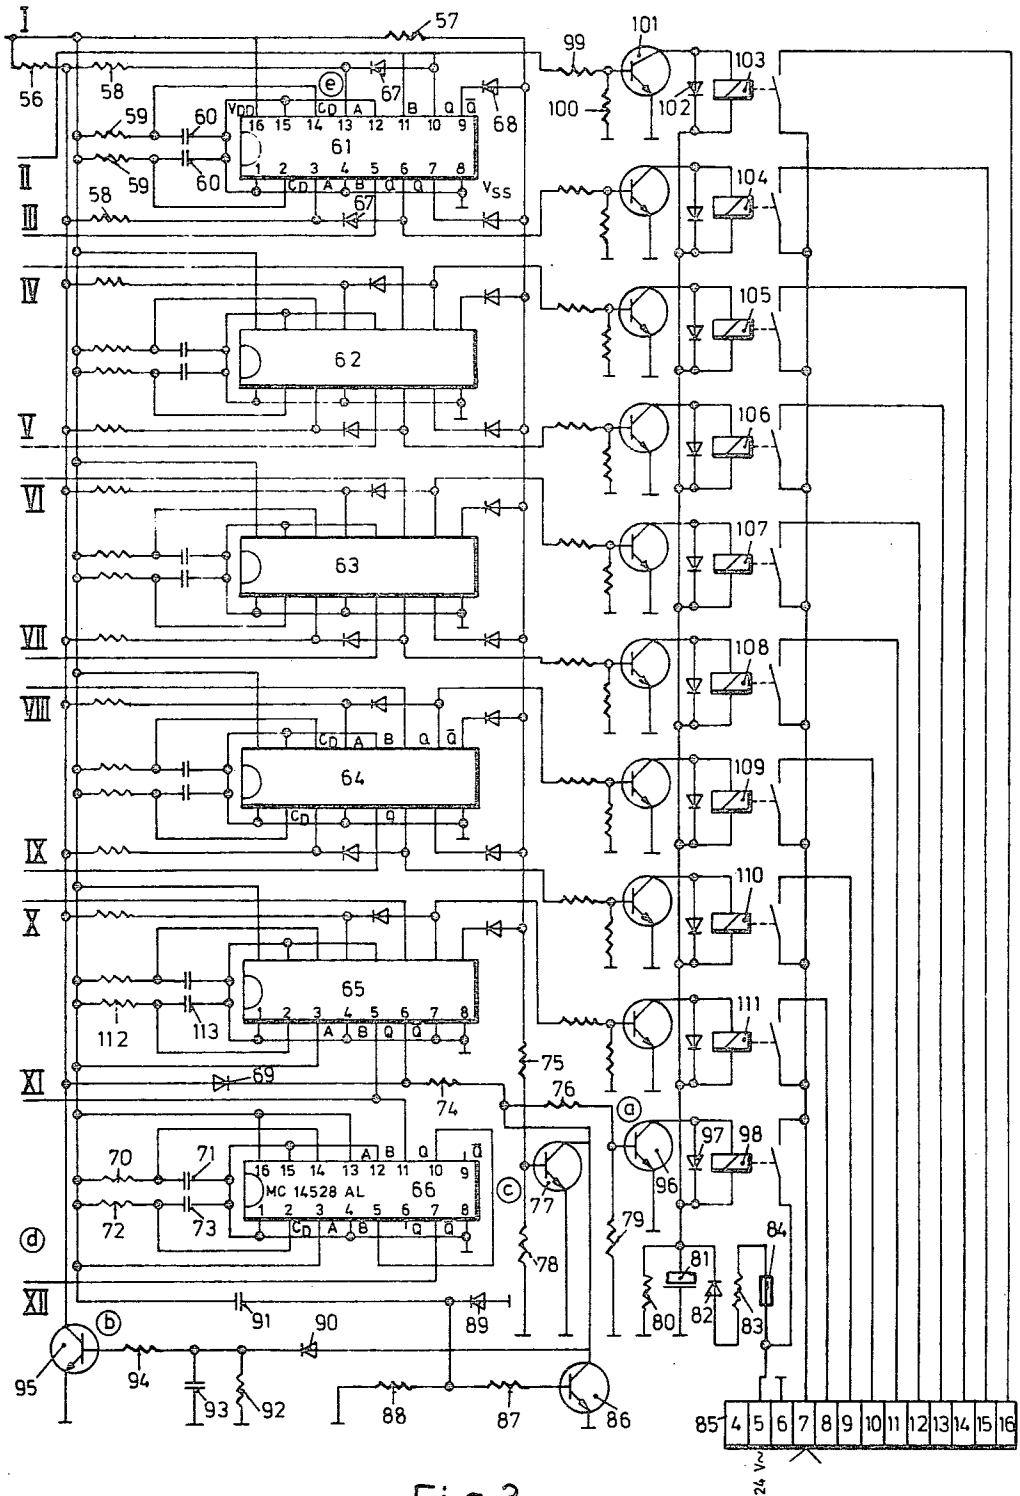 I 57 101
99 103
56 58 e 67 100 102
59 60 VDD CD A B Q Q̅ 68
16 15 14 13 12 11 10 9
61
1 2 3 4 5 6 7 8
II 59 60 CD A B Q Q̅ VSS 104
III 58 67
IV 105
62
V 106
VI 107
63
VII 108
VIII CD A B Q Q̅
64 109
CD Q
IX 110
X
65 111
1 2 3 4 5 6 7 8
112 113 A B Q Q̅
XI 69 74 75 76 a
A B Q Q̅ 97 98
70 71 16 15 14 13 12 11 10 9
MC 14528 AL 66 c 77 96
72 73 1 2 3 4 5 6 7 8
d CD A B Q Q̅ 78 79 81 84
XII 91 89 80 82 83
b 90
95 94 93 92 88 87 86
85 4 5 6 7 8 9 10 11 12 13 14 15 16
24 V~
Fig. 3